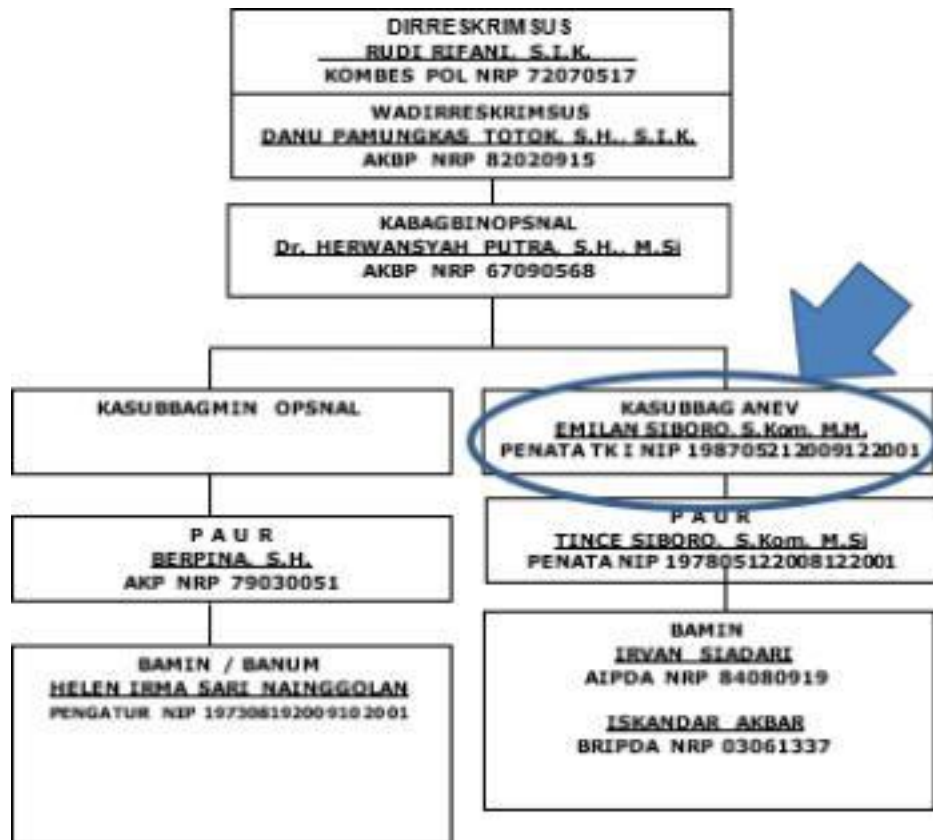 DIRRESKRIMSUS
RUDI RIFANI, S.I.K.
KOMBES POL NRP 72070517
WADIRRESKRIMSUS
DANU PAMUNGKAS TOTOK, S.H., S.I.K.
AKBP NRP 82020915
KABAGBINOPSNAL
Dr. HERWANSYAH PUTRA, S.H., M.Si
AKBP NRP 67090568
KASUBBAGMIN OPSNAL
KASUBBAG ANEV
EMILAN SIBORO, S.Kom, M.M.
PENATA TK I NIP 198705212009122001
P A U R
BERPINA, S.H.
AKP NRP 79030051
P A U R
TINCE SIBORO, S.Kom, M.Si
PENATA NIP 197805122008122001
BAMIN / BANUM
HELEN IRMA SARI NAINGGOLAN
PENGATUR NIP 197308192009102001
BAMIN
IRVAN SIADARI
AIPDA NRP 84080919
ISKANDAR AKBAR
BRIPDA NRP 03061337